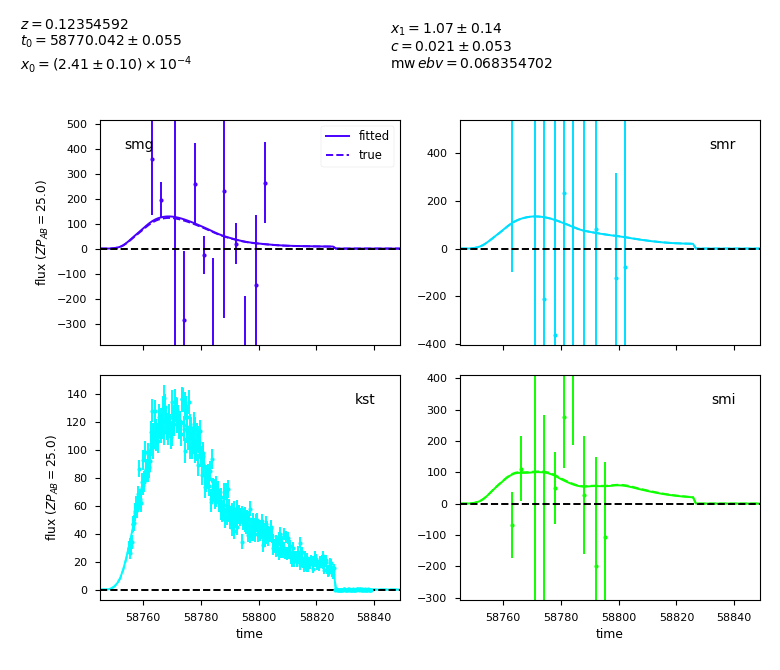 z = 0.12354592
t₀ = 58770.042 ± 0.055
x₀ = (2.41 ± 0.10) × 10⁻⁴
x₁ = 1.07 ± 0.14
c = 0.021 ± 0.053
mw ebv = 0.068354702
smg
fitted
true
500
400
300
200
100
0
−100
−200
−300
flux (ZP_AB = 25.0)
smr
400
200
0
−200
−400
kst
140
120
100
80
60
40
20
0
flux (ZP_AB = 25.0)
58760 58780 58800 58820 58840
time
smi
400
300
200
100
0
−100
−200
−300
58760 58780 58800 58820 58840
time